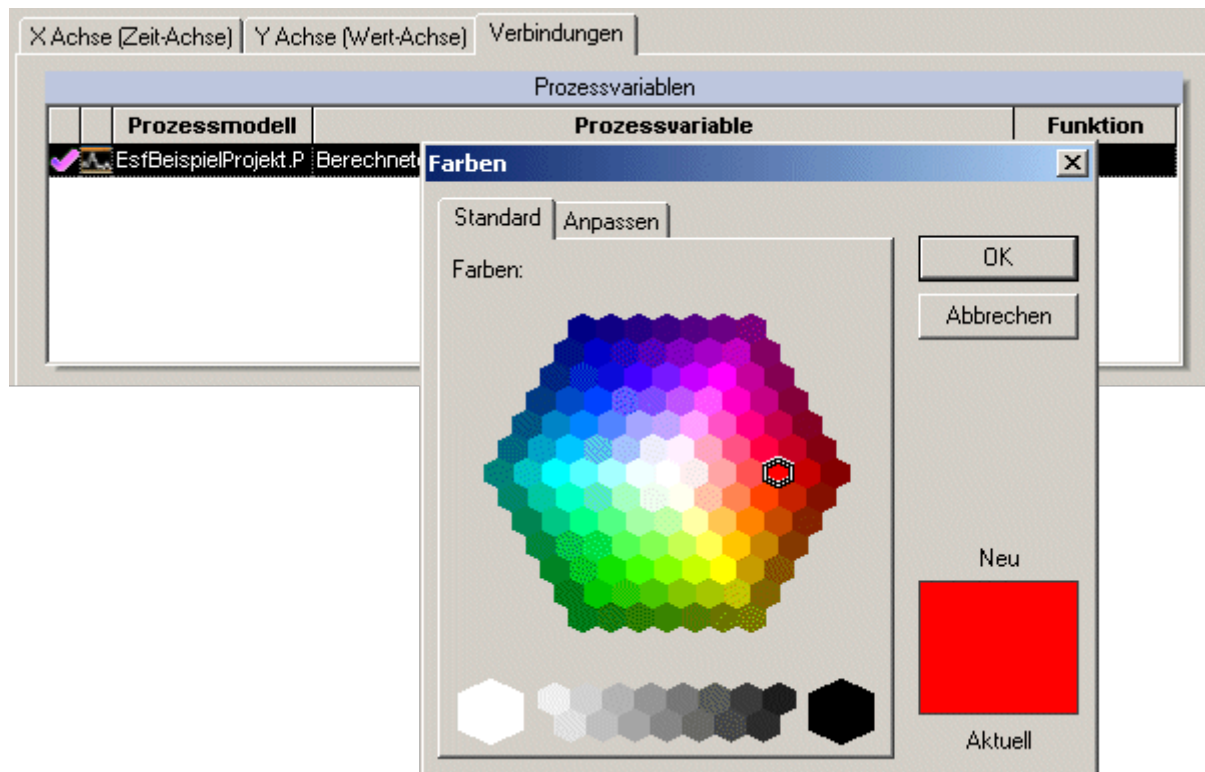 X Achse (Zeit-Achse) Y Achse (Wert-Achse) Verbindungen
Prozessvariablen
Prozessmodell Prozessvariable Funktion
EsfBeispielProjekt.P
Farben
Standard Anpassen
OK
Farben:
Abbrechen
Neu
Aktuell